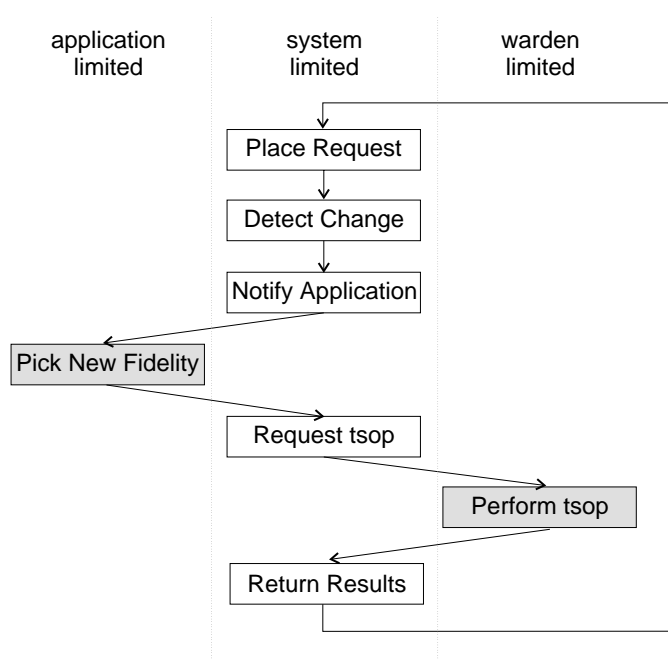 application
limited
system
limited
warden
limited
Place Request
Detect Change
Notify Application
Pick New Fidelity
Request tsop
Perform tsop
Return Results